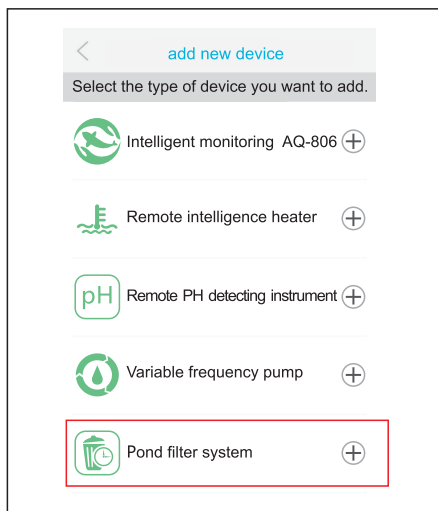 add new device
Select the type of device you want to add.
Intelligent monitoring AQ-806
Remote intelligence heater
pH Remote PH detecting instrument
Variable frequency pump
Pond filter system